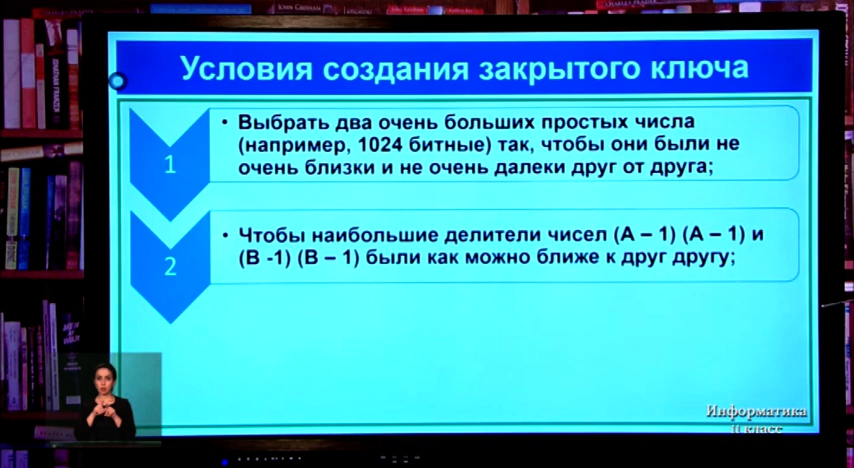 JOHN GRISHAM
Условия создания закрытого ключа
1
• Выбрать два очень больших простых числа
(например, 1024 битные) так, чтобы они были не
очень близки и не очень далеки друг от друга;
2
• Чтобы наибольшие делители чисел (А – 1) (А – 1) и
(В -1) (В – 1) были как можно ближе к друг другу;
Информатика
11 класс